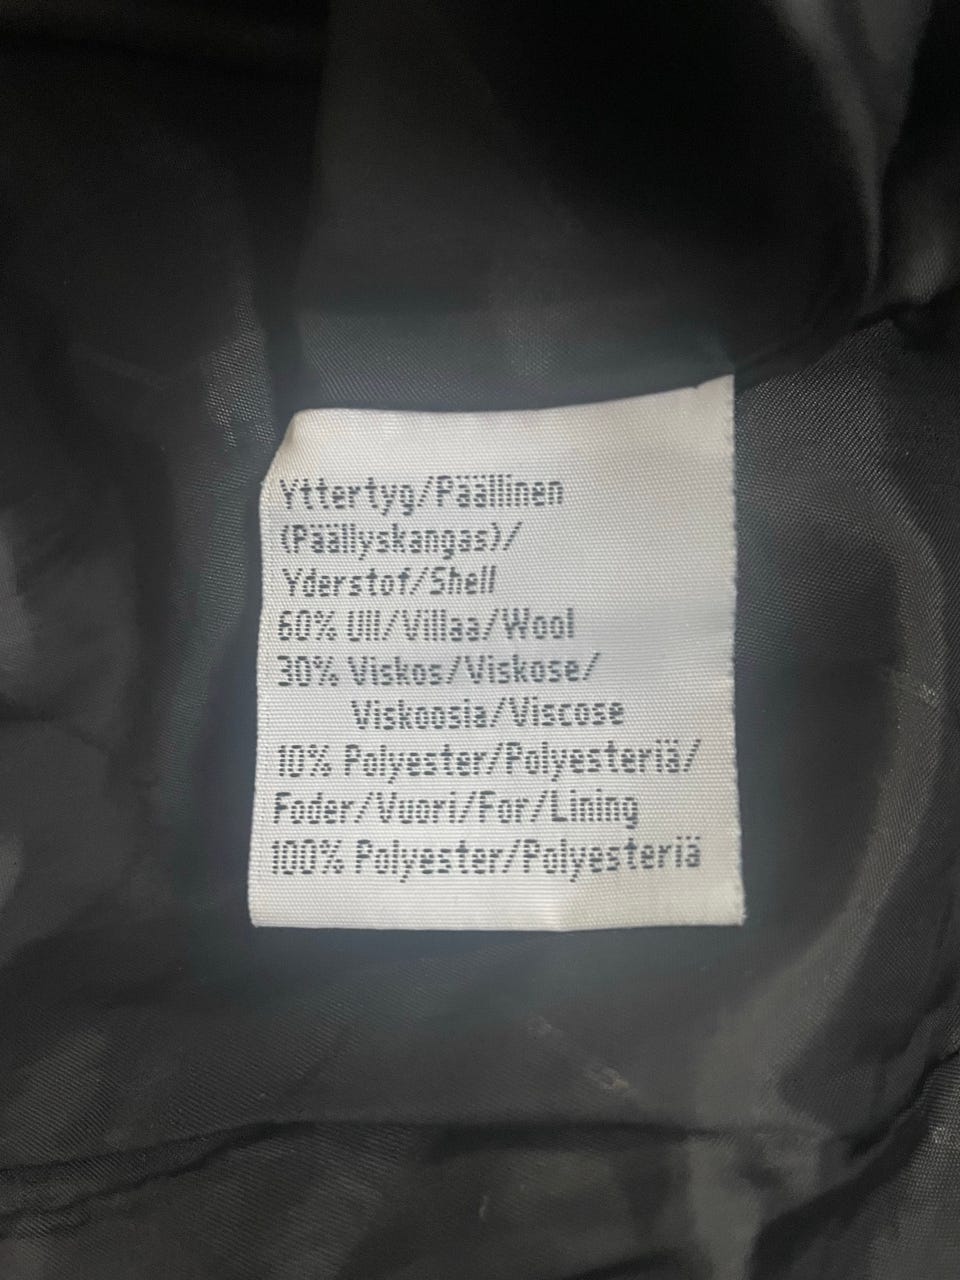 Yttertyg/Päällinen
(Päällyskangas)/
Yderstof/Shell
60% Ull/Villaa/Wool
30% Viskos/Viskose/
Viskoosia/Viscose
10% Polyester/Polyesteriä/
Foder/Vuori/For/Lining
100% Polyester/Polyesteriä